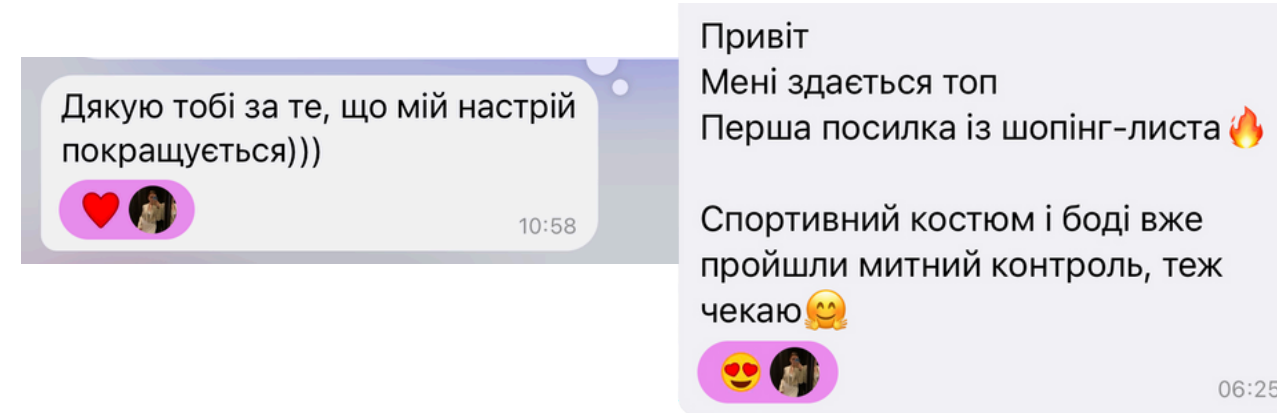 Дякую тобі за те, що мій настрій
покращується)))
❤️
10:58
Привіт
Мені здається топ
Перша посилка із шопінг-листа🔥
Спортивний костюм і боді вже
пройшли митний контроль, теж
чекаю🤗
😍
06:25